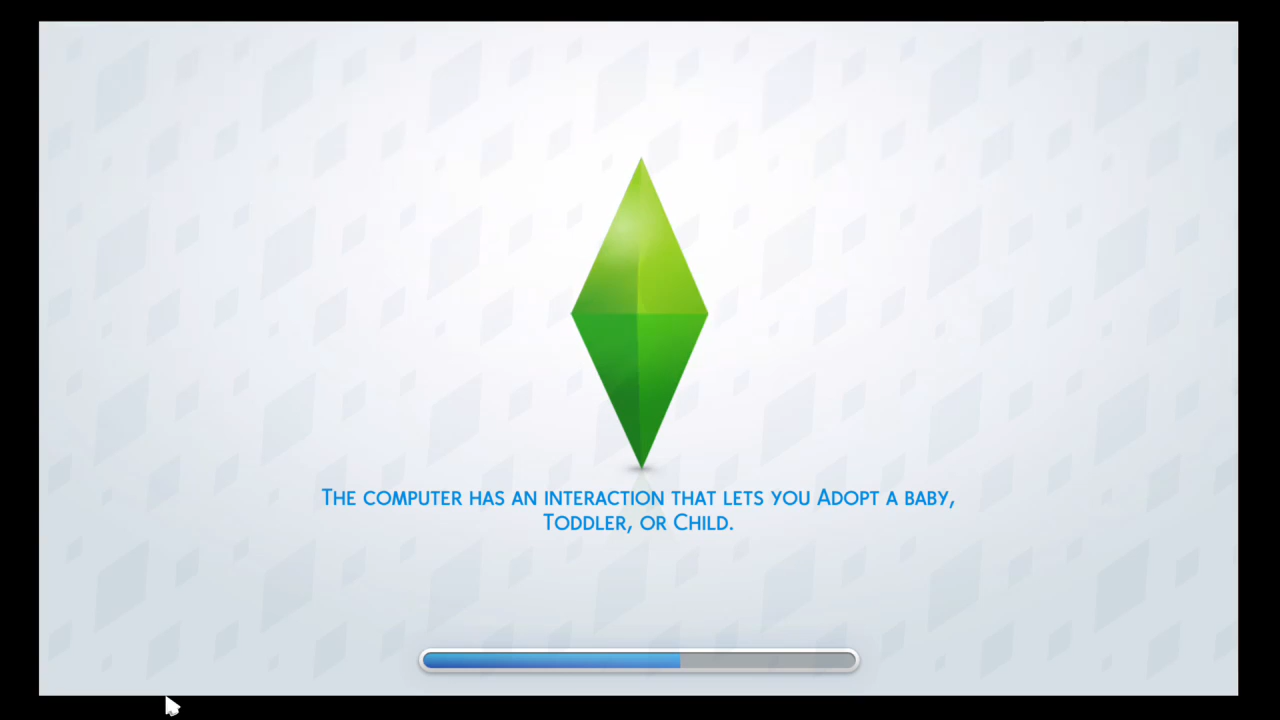 The computer has an interaction that lets you Adopt a baby,
Toddler, or Child.